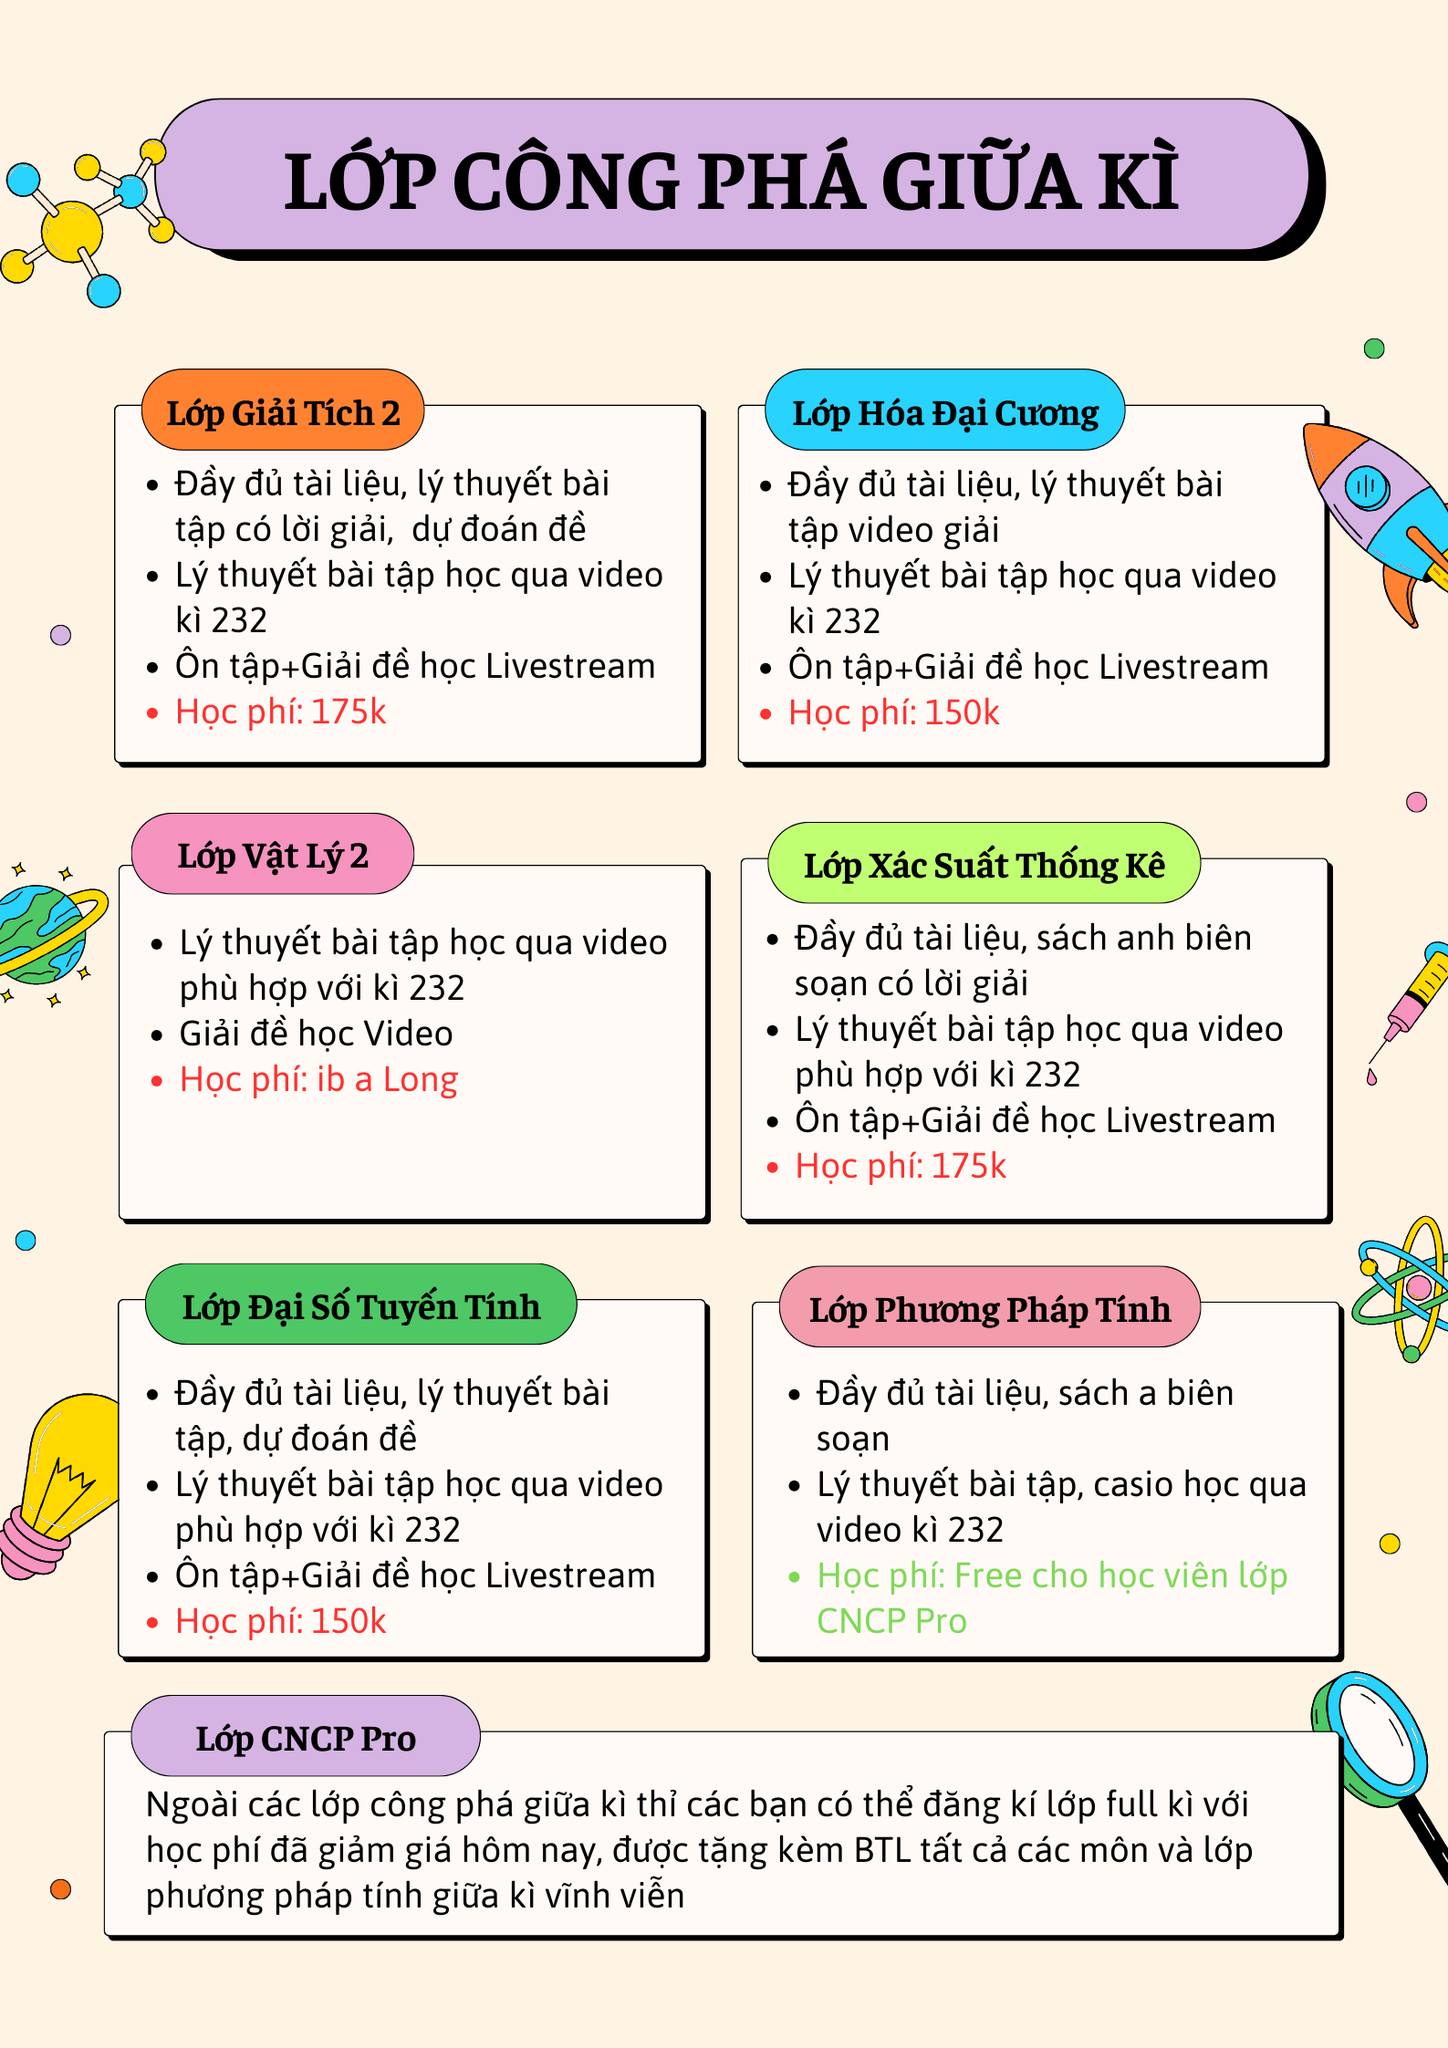 LỚP CÔNG PHÁ GIỮA KÌ
Lớp Giải Tích 2
• Đầy đủ tài liệu, lý thuyết bài
tập có lời giải, dự đoán đề
• Lý thuyết bài tập học qua video
kì 232
• Ôn tập+Giải đề học Livestream
• Học phí: 175k
Lớp Hóa Đại Cương
• Đầy đủ tài liệu, lý thuyết bài
tập video giải
• Lý thuyết bài tập học qua video
kì 232
• Ôn tập+Giải đề học Livestream
• Học phí: 150k
Lớp Vật Lý 2
• Lý thuyết bài tập học qua video
phù hợp với kì 232
• Giải đề học Video
• Học phí: ib a Long
Lớp Xác Suất Thống Kê
• Đầy đủ tài liệu, sách anh biên
soạn có lời giải
• Lý thuyết bài tập học qua video
phù hợp với kì 232
• Ôn tập+Giải đề học Livestream
• Học phí: 175k
Lớp Đại Số Tuyến Tính
• Đầy đủ tài liệu, lý thuyết bài
tập, dự đoán đề
• Lý thuyết bài tập học qua video
phù hợp với kì 232
• Ôn tập+Giải đề học Livestream
• Học phí: 150k
Lớp Phương Pháp Tính
• Đầy đủ tài liệu, sách a biên
soạn
• Lý thuyết bài tập, casio học qua
video kì 232
• Học phí: Free cho học viên lớp
CNCP Pro
Lớp CNCP Pro
Ngoài các lớp công phá giữa kì thỉ các bạn có thể đăng kí lớp full kì với
học phí đã giảm giá hôm nay, được tặng kèm BTL tất cả các môn và lớp
phương pháp tính giữa kì vĩnh viễn